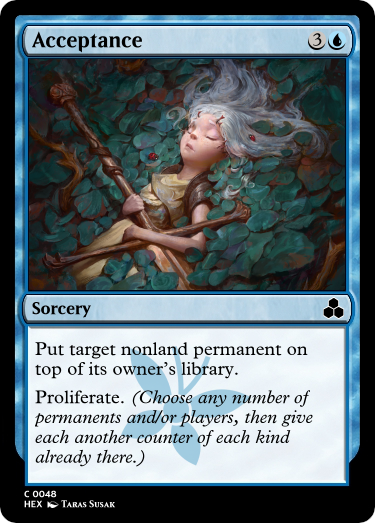 Acceptance 3
Sorcery
Put target nonland permanent on
top of its owner's library.
Proliferate. (Choose any number of
permanents and/or players, then give
each another counter of each kind
already there.)
C 0048
HEX Taras Susak